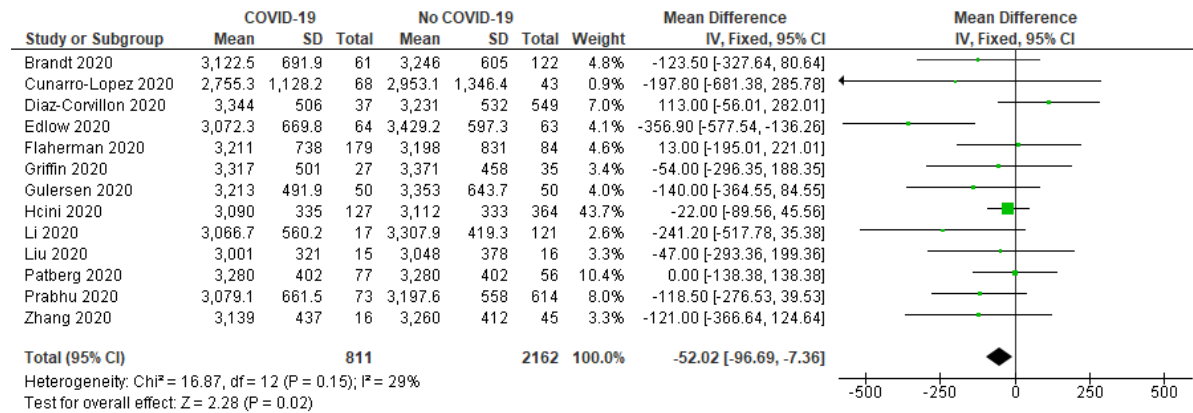 COVID-19 No COVID-19 Mean Difference Mean Difference
Study or Subgroup Mean SD Total Mean SD Total Weight IV, Fixed, 95% CI IV, Fixed, 95% CI
Brandt 2020 3,122.5 691.9 61 3,246 605 122 4.8% -123.50 [-327.64, 80.64]
Cunarro-Lopez 2020 2,755.3 1,128.2 68 2,953.1 1,346.4 43 0.9% -197.80 [-681.38, 285.78]
Diaz-Corvillon 2020 3,344 506 37 3,231 532 549 7.0% 113.00 [-56.01, 282.01]
Edlow 2020 3,072.3 669.8 64 3,429.2 597.3 63 4.1% -356.90 [-577.54, -136.26]
Flaherman 2020 3,211 738 179 3,198 831 84 4.6% 13.00 [-195.01, 221.01]
Griffin 2020 3,317 501 27 3,371 458 35 3.4% -54.00 [-296.35, 188.35]
Gulersen 2020 3,213 491.9 50 3,353 643.7 50 4.0% -140.00 [-364.55, 84.55]
Hcini 2020 3,090 335 127 3,112 333 364 43.7% -22.00 [-89.56, 45.56]
Li 2020 3,066.7 560.2 17 3,307.9 419.3 121 2.6% -241.20 [-517.78, 35.38]
Liu 2020 3,001 321 15 3,048 378 16 3.3% -47.00 [-293.36, 199.36]
Patberg 2020 3,280 402 77 3,280 402 56 10.4% 0.00 [-138.38, 138.38]
Prabhu 2020 3,079.1 661.5 73 3,197.6 558 614 8.0% -118.50 [-276.53, 39.53]
Zhang 2020 3,139 437 16 3,260 412 45 3.3% -121.00 [-366.64, 124.64]
Total (95% CI) 811 2162 100.0% -52.02 [-96.69, -7.36]
Heterogeneity: Chi² = 16.87, df = 12 (P = 0.15); I² = 29%
Test for overall effect: Z = 2.28 (P = 0.02)
-500 -250 0 250 500